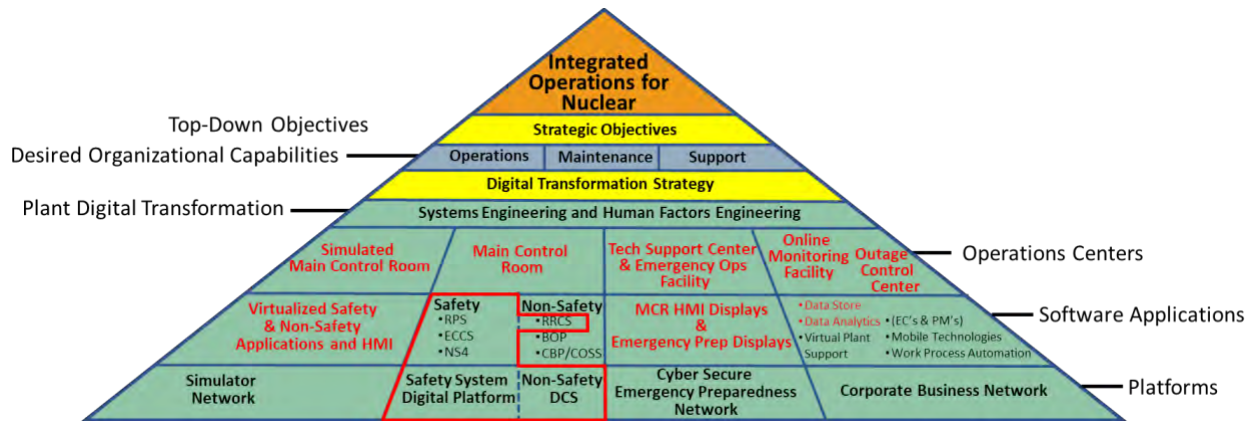 Integrated
Operations for
Nuclear
Top-Down Objectives
Strategic Objectives
Desired Organizational Capabilities
Operations
Maintenance
Support
Digital Transformation Strategy
Plant Digital Transformation
Systems Engineering and Human Factors Engineering
Simulated
Main Control Room
Main Control
Room
Tech Support Center
& Emergency Ops
Facility
Online
Monitoring
Facility
Outage
Control
Center
Operations Centers
Virtualized Safety
& Non-Safety
Applications and HMI
Safety
•RPS
•ECCS
•NS4
Non-Safety
•RRCS
•BOP
•CBP/COSS
MCR HMI Displays
&
Emergency Prep Displays
•Data Store
•Data Analytics
•Virtual Plant
Support
•(EC's & PM's)
•Mobile Technologies
•Work Process Automation
Software Applications
Simulator
Network
Safety System
Digital Platform
Non-Safety
DCS
Cyber Secure
Emergency Preparedness
Network
Corporate Business Network
Platforms